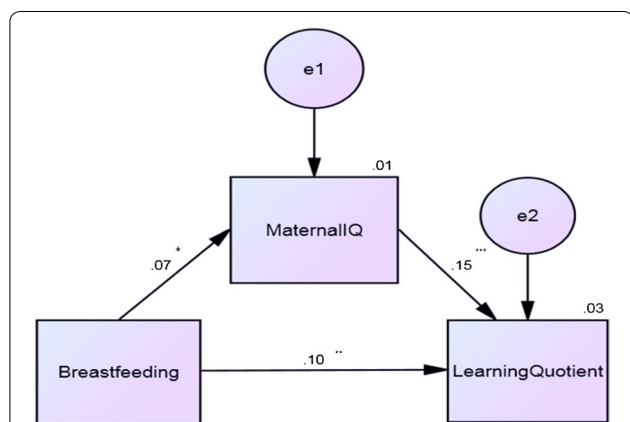 e1
.01
MaternalIQ
e2
.07 *
.15 ***
.03
Breastfeeding
.10 **
LearningQuotient